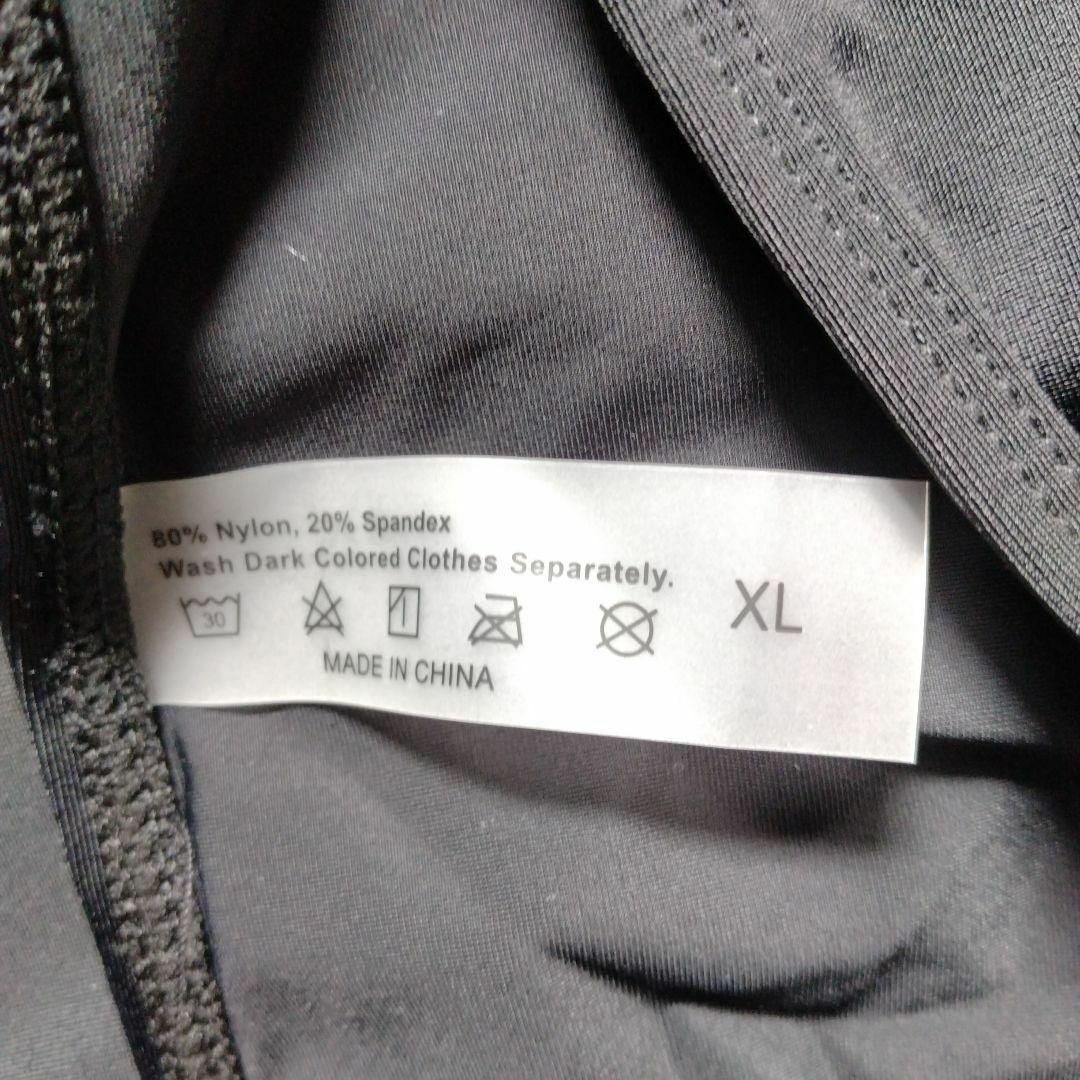 80% Nylon, 20% Spandex
Wash Dark Colored Clothes Separately.
30
XL
MADE IN CHINA